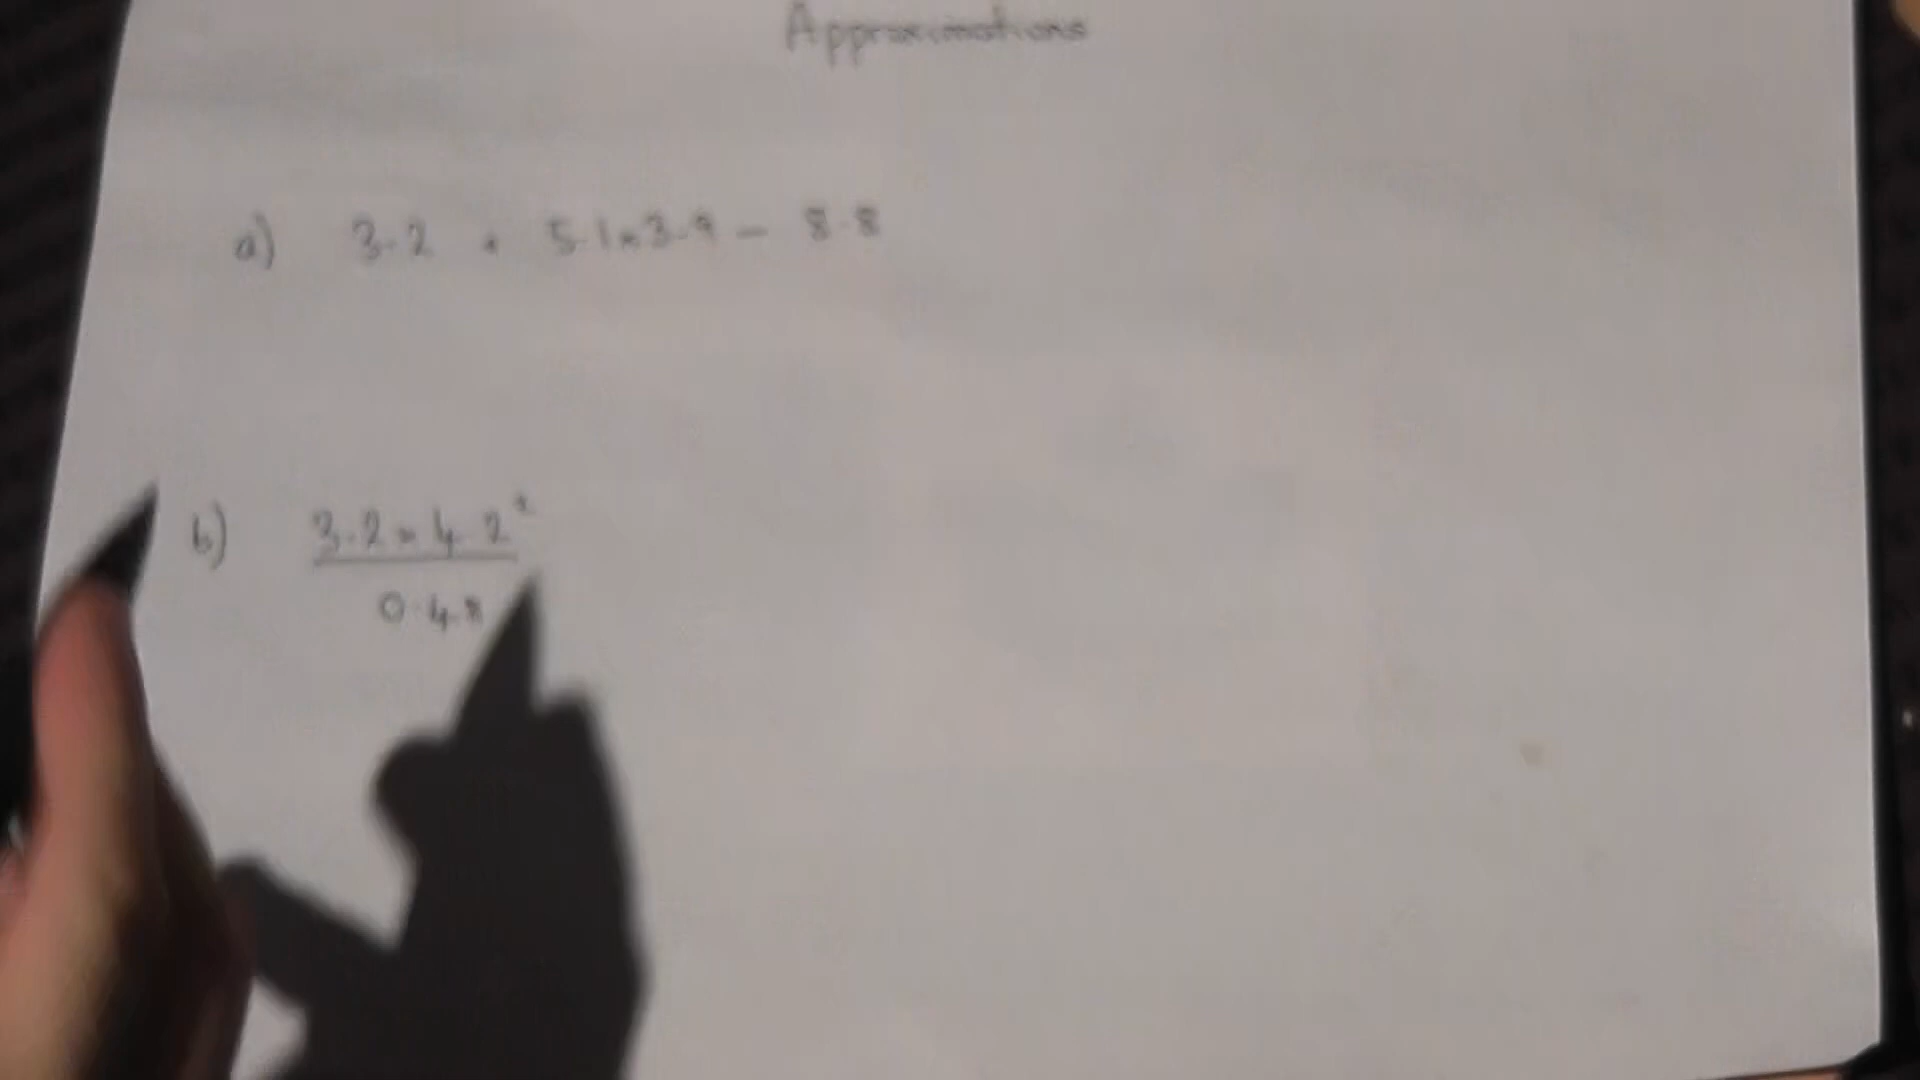 Approximations
a) 3.2 + 5.1×3.9 − 8.8
b) 3.2 × 4.2²
0.48